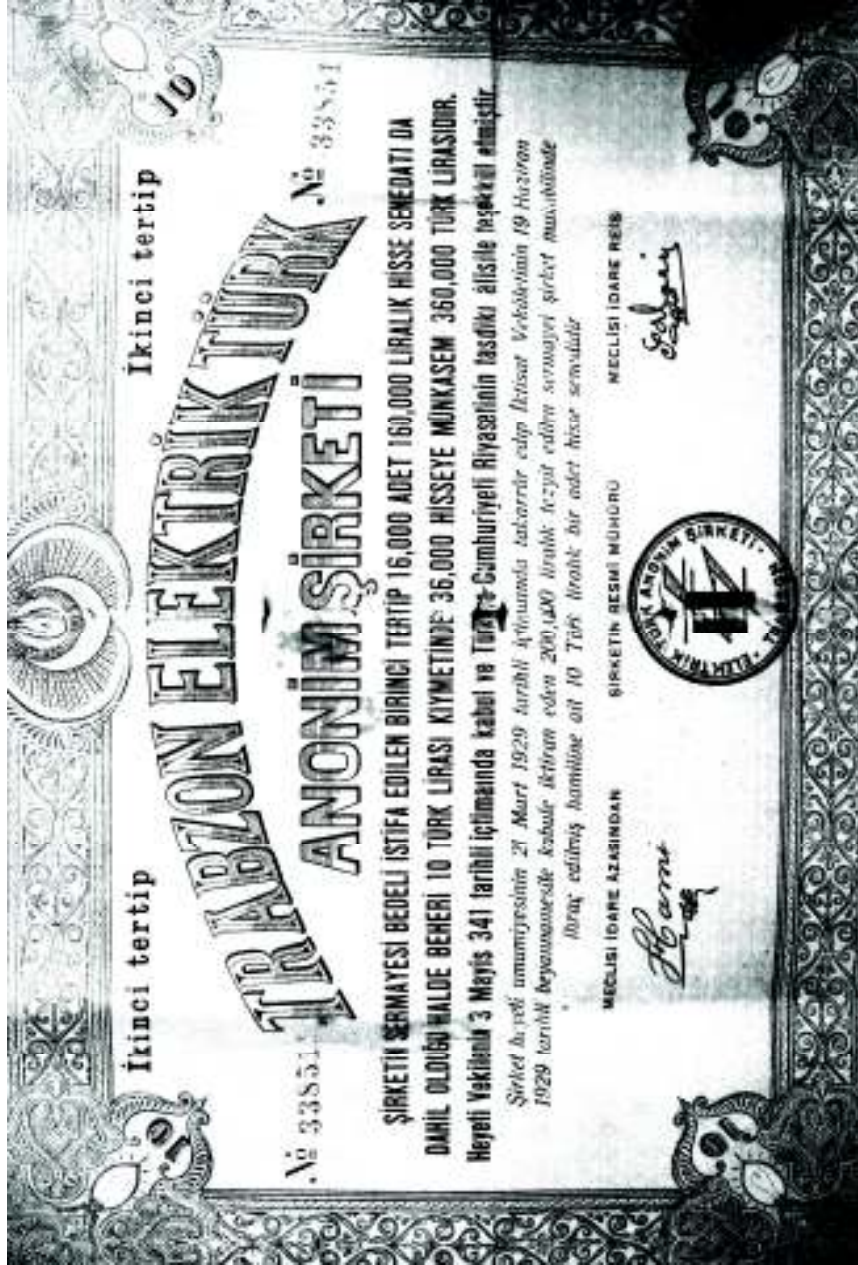 İkinci tertip İkinci tertip
TRABZON ELEKTRİK TÜRK
ANONİM ŞİRKETİ
№ 33851 № 33851
ŞİRKETİN SERMAYESİ BEDELİ İSTİFA EDİLEN BİRİNCİ TERTİP 16,000 ADET 160,000 LİRALIK HİSSE SENEDATI DA
DAHİL OLDUĞU HALDE BEHERİ 10 TÜRK LİRASI KIYMETİNDE 36,000 HİSSEYE MÜNKASEM 360,000 TÜRK LİRASIDIR.
Heyeti Vekilenin 3 Mayis 341 tarihli içtimaında kabul ve Türkiye Cumhuriyeti Riyasetinin tasdiki âlisile teşekkül etmiştir.
Şirket heyeti umumiyesinin 21 Mart 1929 tarihli içtimaında takarrür edip İktisat Vekâletinin 19 Haziran
1929 tarihli beyannamesile kabule iktiran eden 200,000 liralık tezyit edilen sermayei şirket mukabilinde
ihraç edilmiş hamiline ait 10 Türk liralık bir adet hisse senedidir
MECLİSİ İDARE AZASINDAN ŞİRKETİN RESMİ MÜHÜRÜ MECLİSİ İDARE REİSİ
Hami
ELEKTRİK TÜRK ANONİM ŞİRKETİ
10
10
10
10